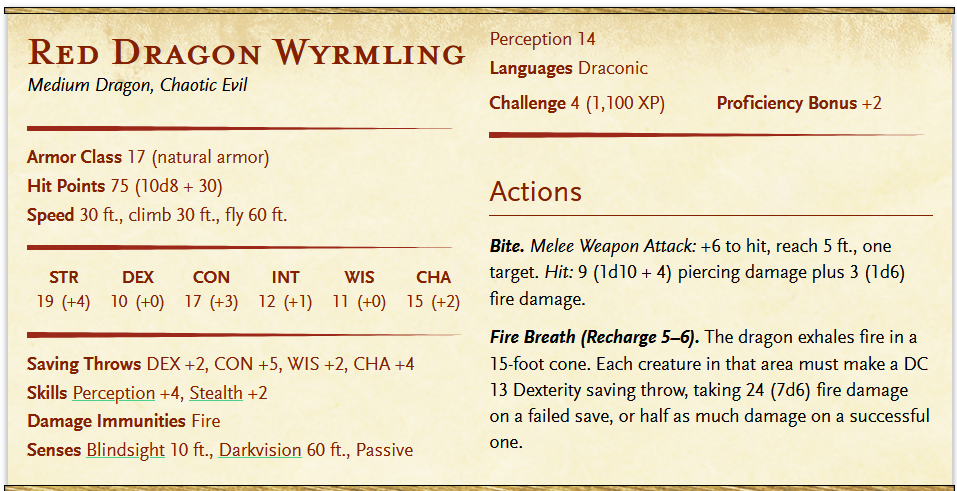 Red Dragon Wyrmling
Medium Dragon, Chaotic Evil
Armor Class 17 (natural armor)
Hit Points 75 (10d8 + 30)
Speed 30 ft., climb 30 ft., fly 60 ft.
STR DEX CON INT WIS CHA
19 (+4) 10 (+0) 17 (+3) 12 (+1) 11 (+0) 15 (+2)
Saving Throws DEX +2, CON +5, WIS +2, CHA +4
Skills Perception +4, Stealth +2
Damage Immunities Fire
Senses Blindsight 10 ft., Darkvision 60 ft., Passive
Perception 14
Languages Draconic
Challenge 4 (1,100 XP) Proficiency Bonus +2
Actions
Bite. Melee Weapon Attack: +6 to hit, reach 5 ft., one
target. Hit: 9 (1d10 + 4) piercing damage plus 3 (1d6)
fire damage.
Fire Breath (Recharge 5–6). The dragon exhales fire in a
15-foot cone. Each creature in that area must make a DC
13 Dexterity saving throw, taking 24 (7d6) fire damage
on a failed save, or half as much damage on a successful
one.